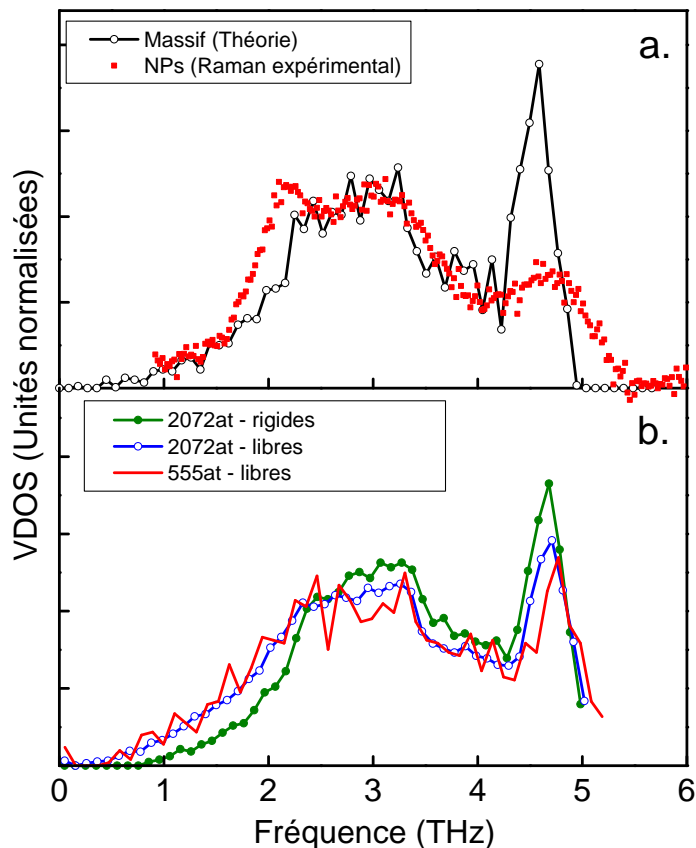 Massif (Théorie)
NPs (Raman expérimental)
a.
2072at - rigides
2072at - libres
555at - libres
b.
VDOS (Unités normalisées)
0 1 2 3 4 5 6
Fréquence (THz)